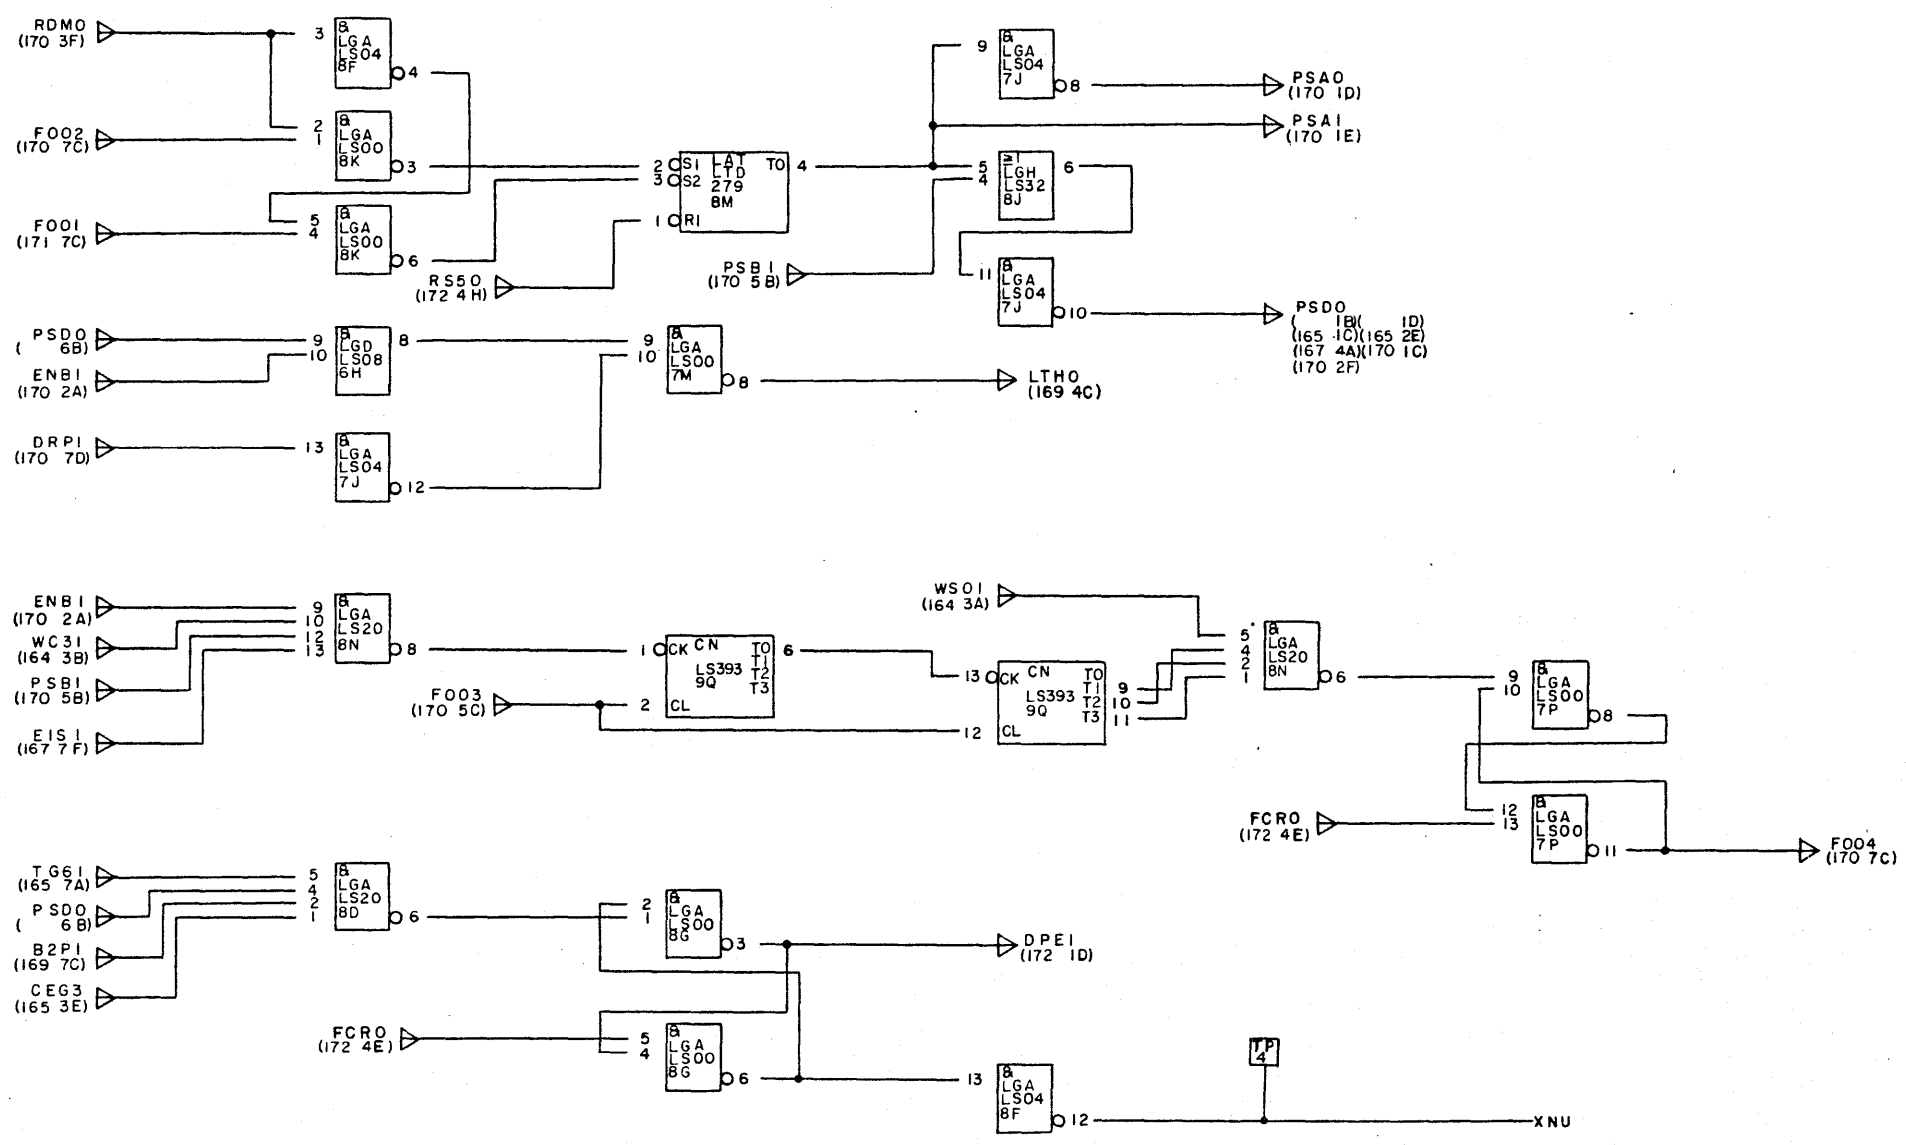 RDM0
(170 3F)
3
&
LGA
LS04
8F
4
F002
(170 7C)
2
1
&
LGA
LS00
8K
3
F001
(171 7C)
5
4
&
LGA
LS00
8K
6
RS50
(172 4H)
2
3
1
S1
S2
R1
LAT
LTD
279
8M
T0
4
9
&
LGA
LS04
7J
8
PSA0
(170 1D)
PSA1
(170 1E)
5
4
≥1
LGH
LS32
8J
6
PSB1
(170 5B)
11
&
LGA
LS04
7J
10
PSD0
( 1B)( 1D)
(165 1C)(165 2E)
(167 4A)(170 1C)
(170 2F)
PSD0
( 6B)
ENB1
(170 2A)
9
10
&
LGD
LS08
6H
8
9
10
&
LGA
LS00
7M
8
LTH0
(169 4C)
DRP1
(170 7D)
13
&
LGA
LS04
7J
12
ENB1
(170 2A)
WC31
(164 3B)
PSB1
(170 5B)
EIS1
(167 7F)
9
10
12
13
&
LGA
LS20
8N
8
F003
(170 5C)
1
2
CK
CL
CN
LS393
9Q
T0
T1
T2
T3
6
WS01
(164 3A)
13
12
CK
CL
CN
LS393
9Q
T0
T1
T2
T3
9
10
11
5
4
2
1
&
LGA
LS20
8N
6
9
10
&
LGA
LS00
7P
8
FCR0
(172 4E)
12
13
&
LGA
LS00
7P
11
F004
(170 7C)
TG61
(165 7A)
PSD0
( 6B)
B2P1
(169 7C)
CEG3
(165 3E)
5
4
2
1
&
LGA
LS20
8D
6
2
1
&
LGA
LS00
8G
3
DPE1
(172 1D)
FCR0
(172 4E)
5
4
&
LGA
LS00
8G
6
13
&
LGA
LS04
8F
12
TP
4
XNU